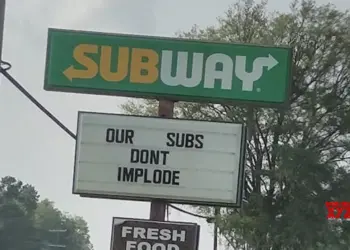 SUBWAY
OUR SUBS
DONT
IMPLODE
FRESH
FOOD